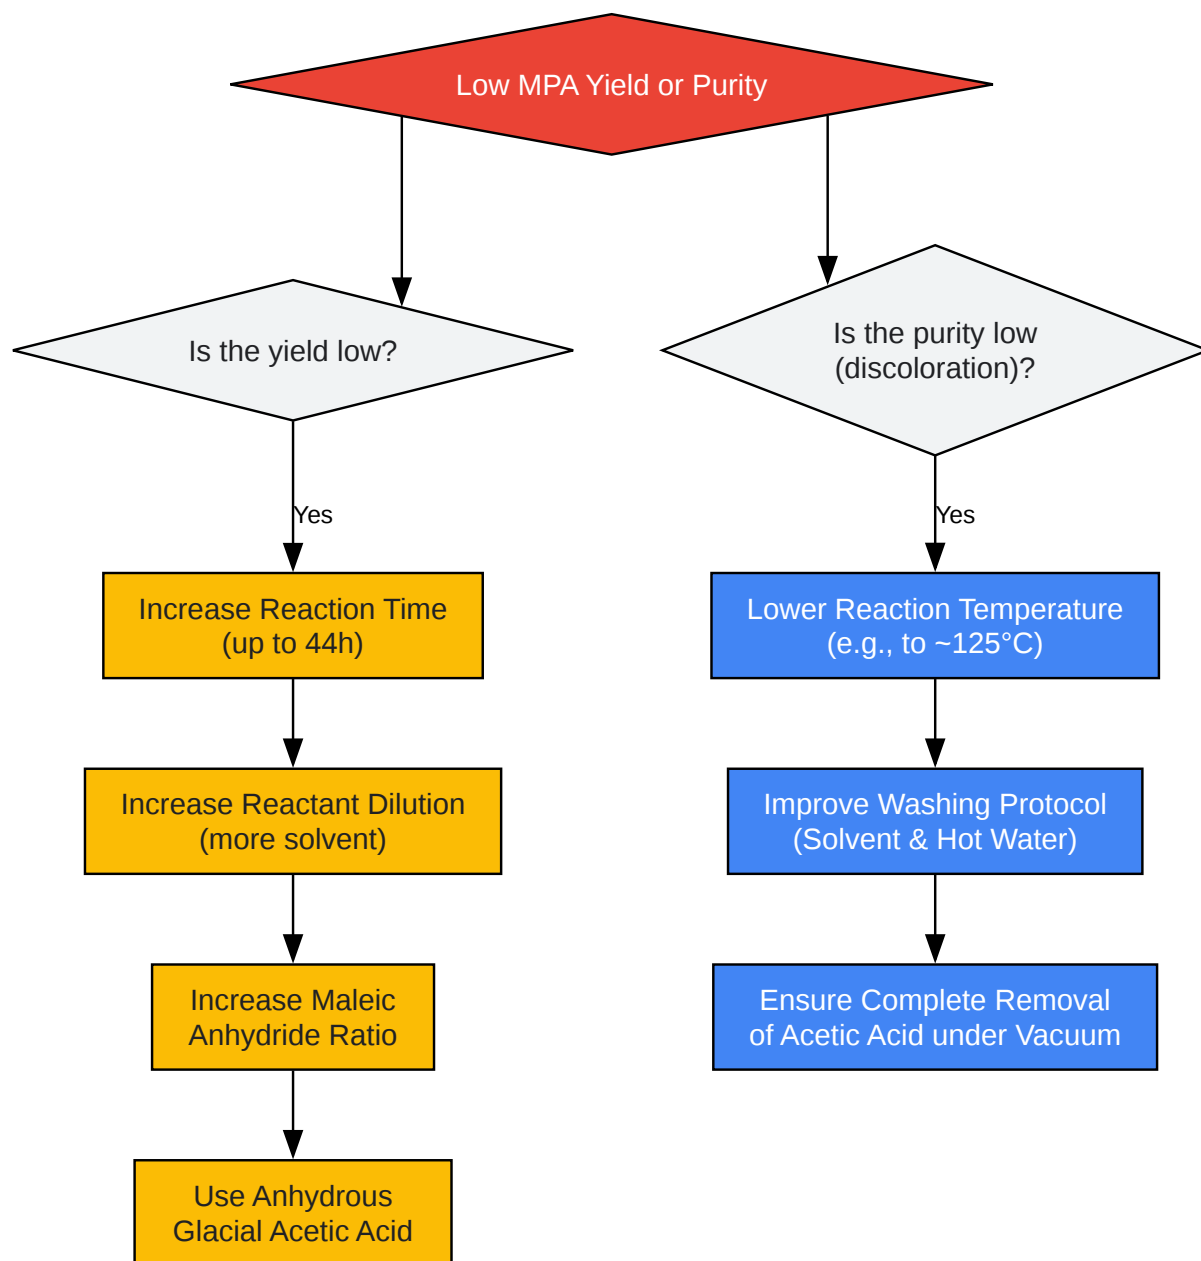 Low MPA Yield or Purity
Is the yield low?
Is the purity low
(discoloration)?
Yes
Yes
Increase Reaction Time
(up to 44h)
Lower Reaction Temperature
(e.g., to ~125°C)
Increase Reactant Dilution
(more solvent)
Improve Washing Protocol
(Solvent & Hot Water)
Increase Maleic
Anhydride Ratio
Ensure Complete Removal
of Acetic Acid under Vacuum
Use Anhydrous
Glacial Acetic Acid